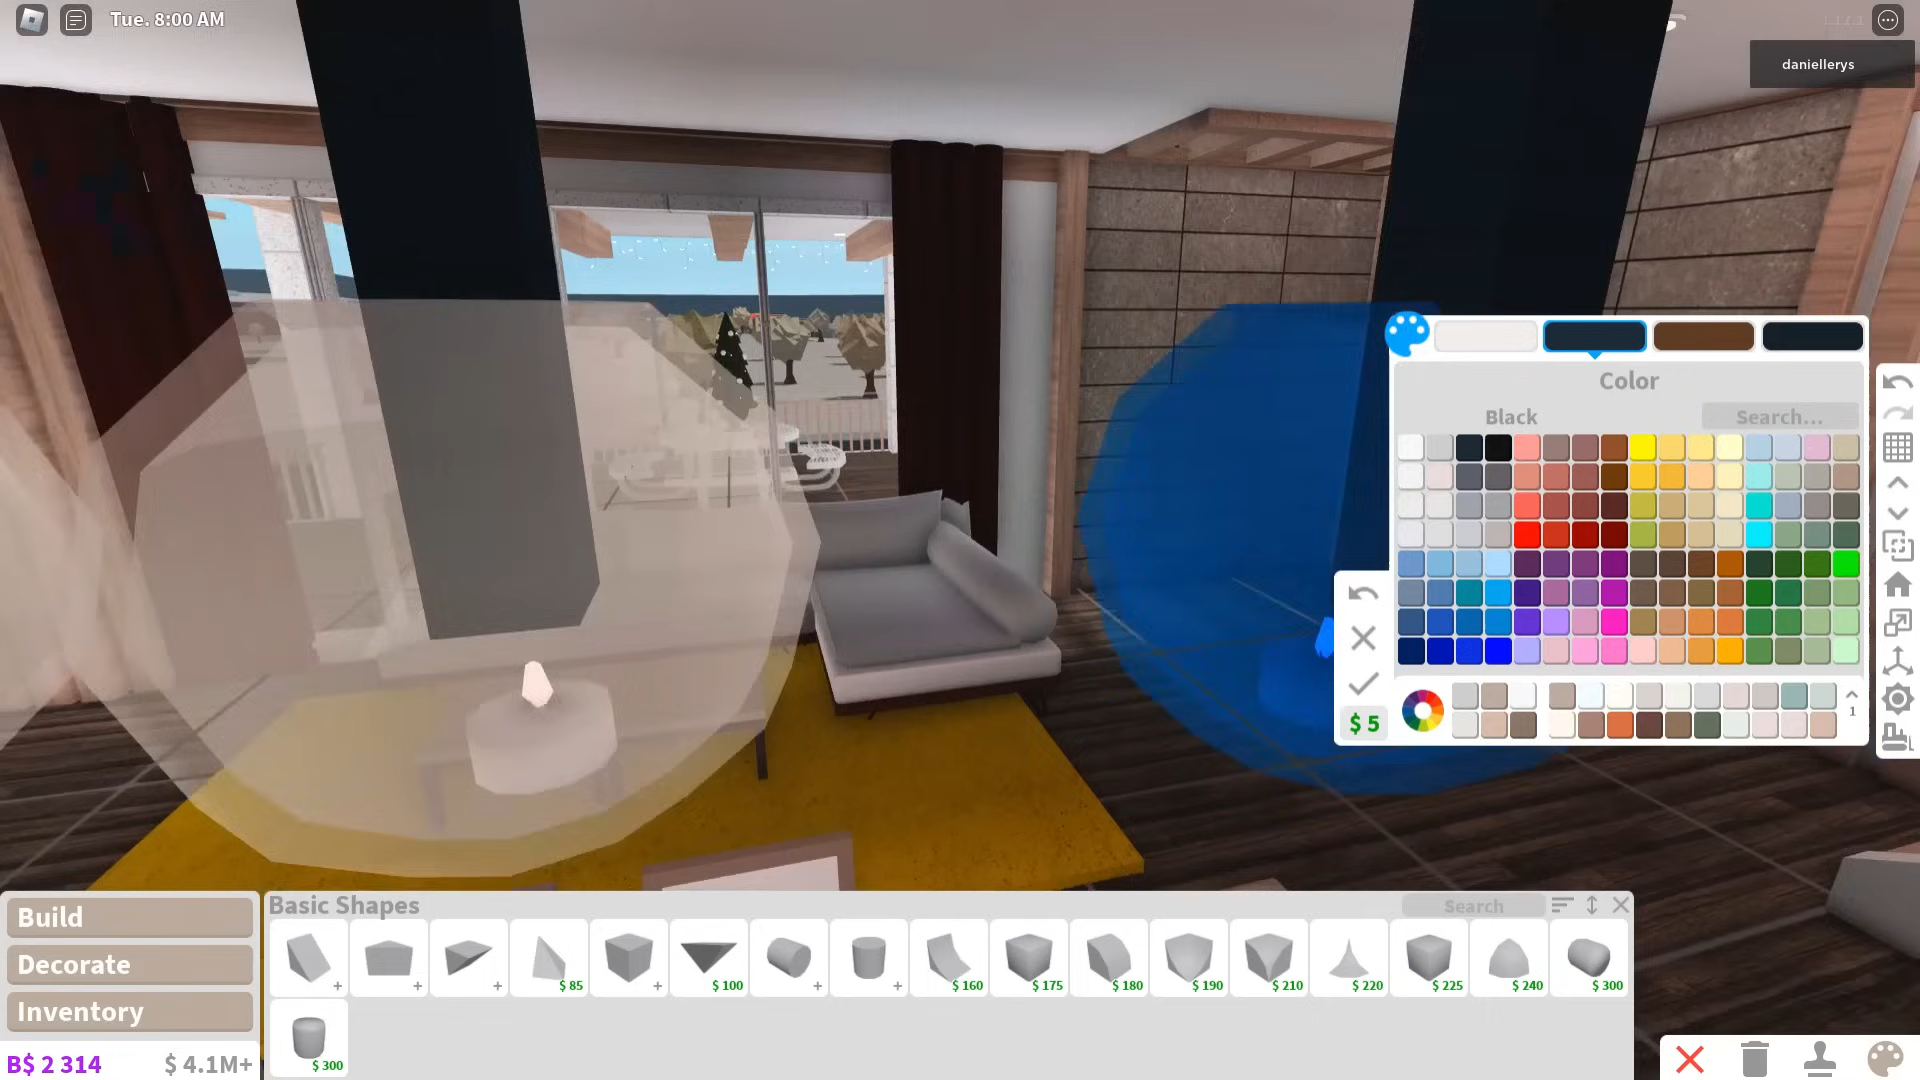 Tue. 8:00 AM
daniellerys
Color
Black
Search...
$ 5
1
Build
Decorate
Inventory
B$ 2 314
$ 4.1M+
Basic Shapes
Search
+
+
+
$ 85
+
$ 100
+
+
$ 160
$ 175
$ 180
$ 190
$ 210
$ 220
$ 225
$ 240
$ 300
$ 300